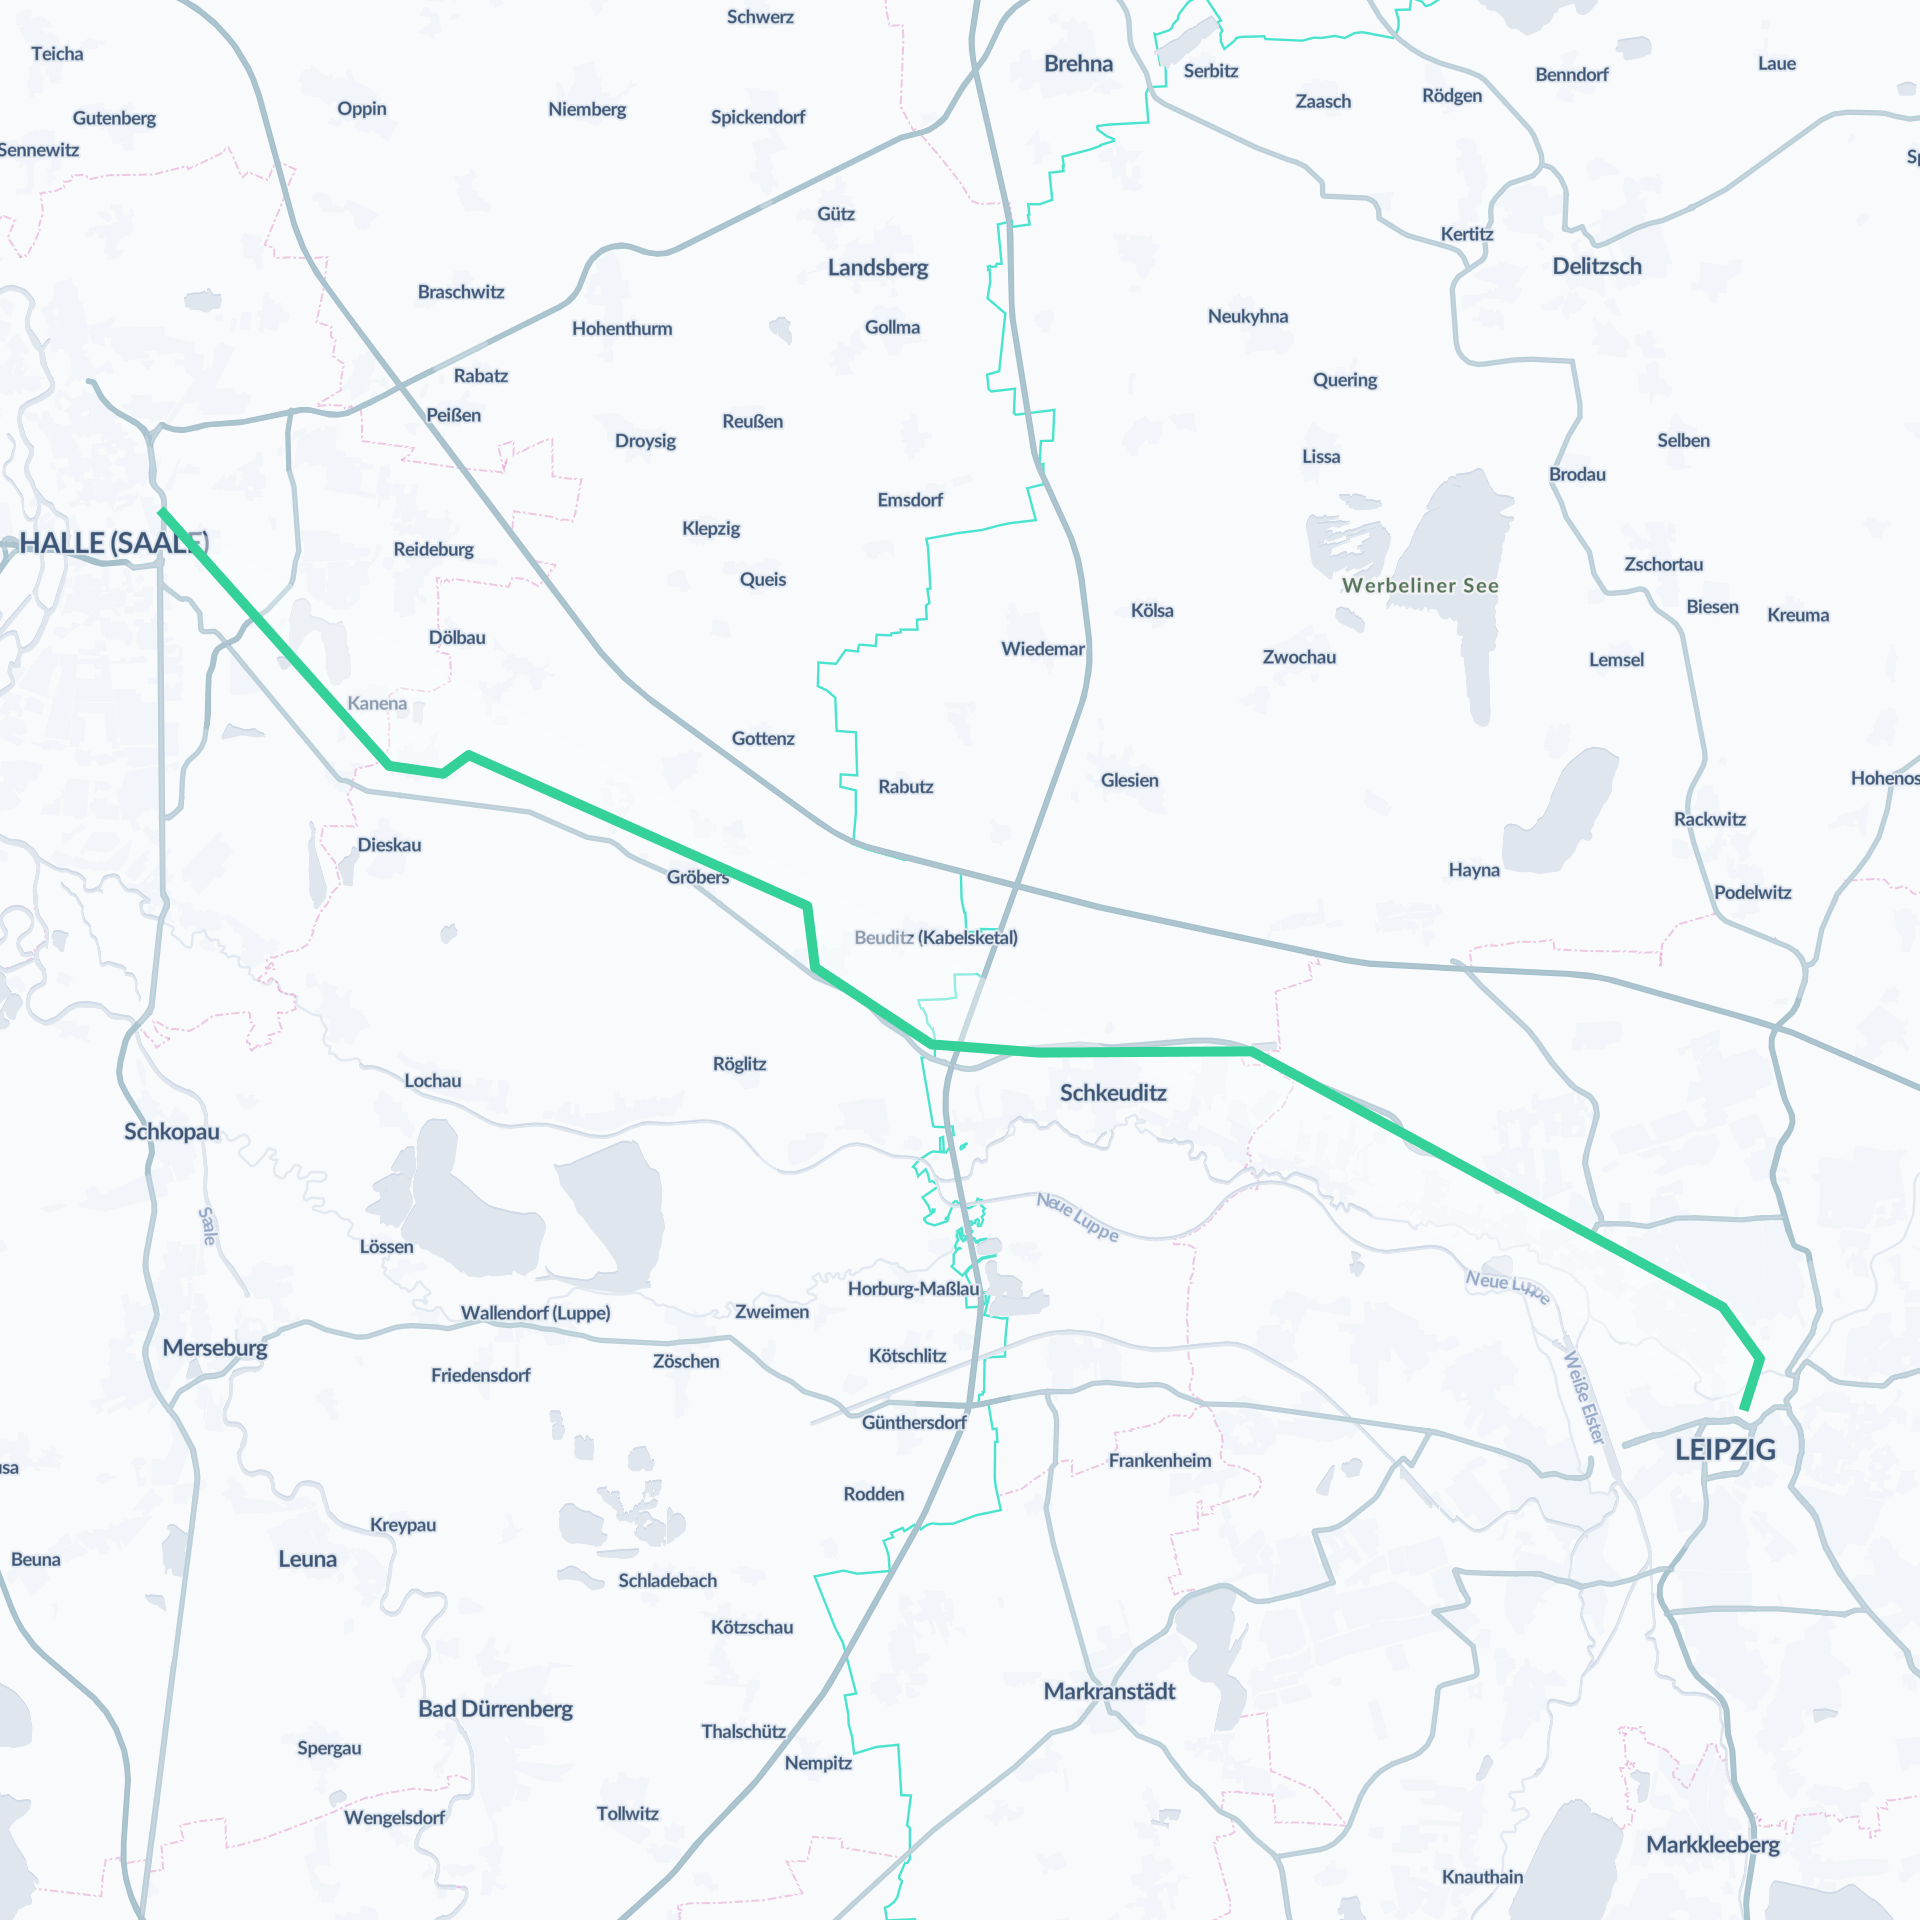 Schwerz
Teicha
Brehna
Laue
Serbitz
Benndorf
Rödgen
Zaasch
Oppin
Niemberg
Spickendorf
Gutenberg
Sennewitz
Gütz
Kertitz
Landsberg
Delitzsch
Braschwitz
Neukyhna
Hohenthurm
Gollma
Rabatz
Quering
Peißen
Reußen
Droysig
Selben
Lissa
Brodau
Emsdorf
Klepzig
HALLE (SAALE)
Reideburg
Zschortau
Queis
Werbeliner See
Kölsa
Biesen
Kreuma
Dölbau
Wiedemar
Zwochau
Lemsel
Kanena
Gottenz
Glesien
Hohenos
Rabutz
Rackwitz
Dieskau
Hayna
Gröbers
Podelwitz
Beuditz (Kabelsketal)
Röglitz
Lochau
Schkeuditz
Schkopau
Neue Luppe
Saale
Lössen
Horburg-Maßlau
Neue Luppe
Wallendorf (Luppe)
Zweimen
Merseburg
Kötschlitz
Zöschen
Friedensdorf
Weiße Elster
Günthersdorf
LEIPZIG
Frankenheim
Rodden
Kreypau
Beuna
Leuna
Schladebach
Kötzschau
Markranstädt
Bad Dürrenberg
Thalschütz
Spergau
Nempitz
Tollwitz
Wengelsdorf
Markkleeberg
Knauthain